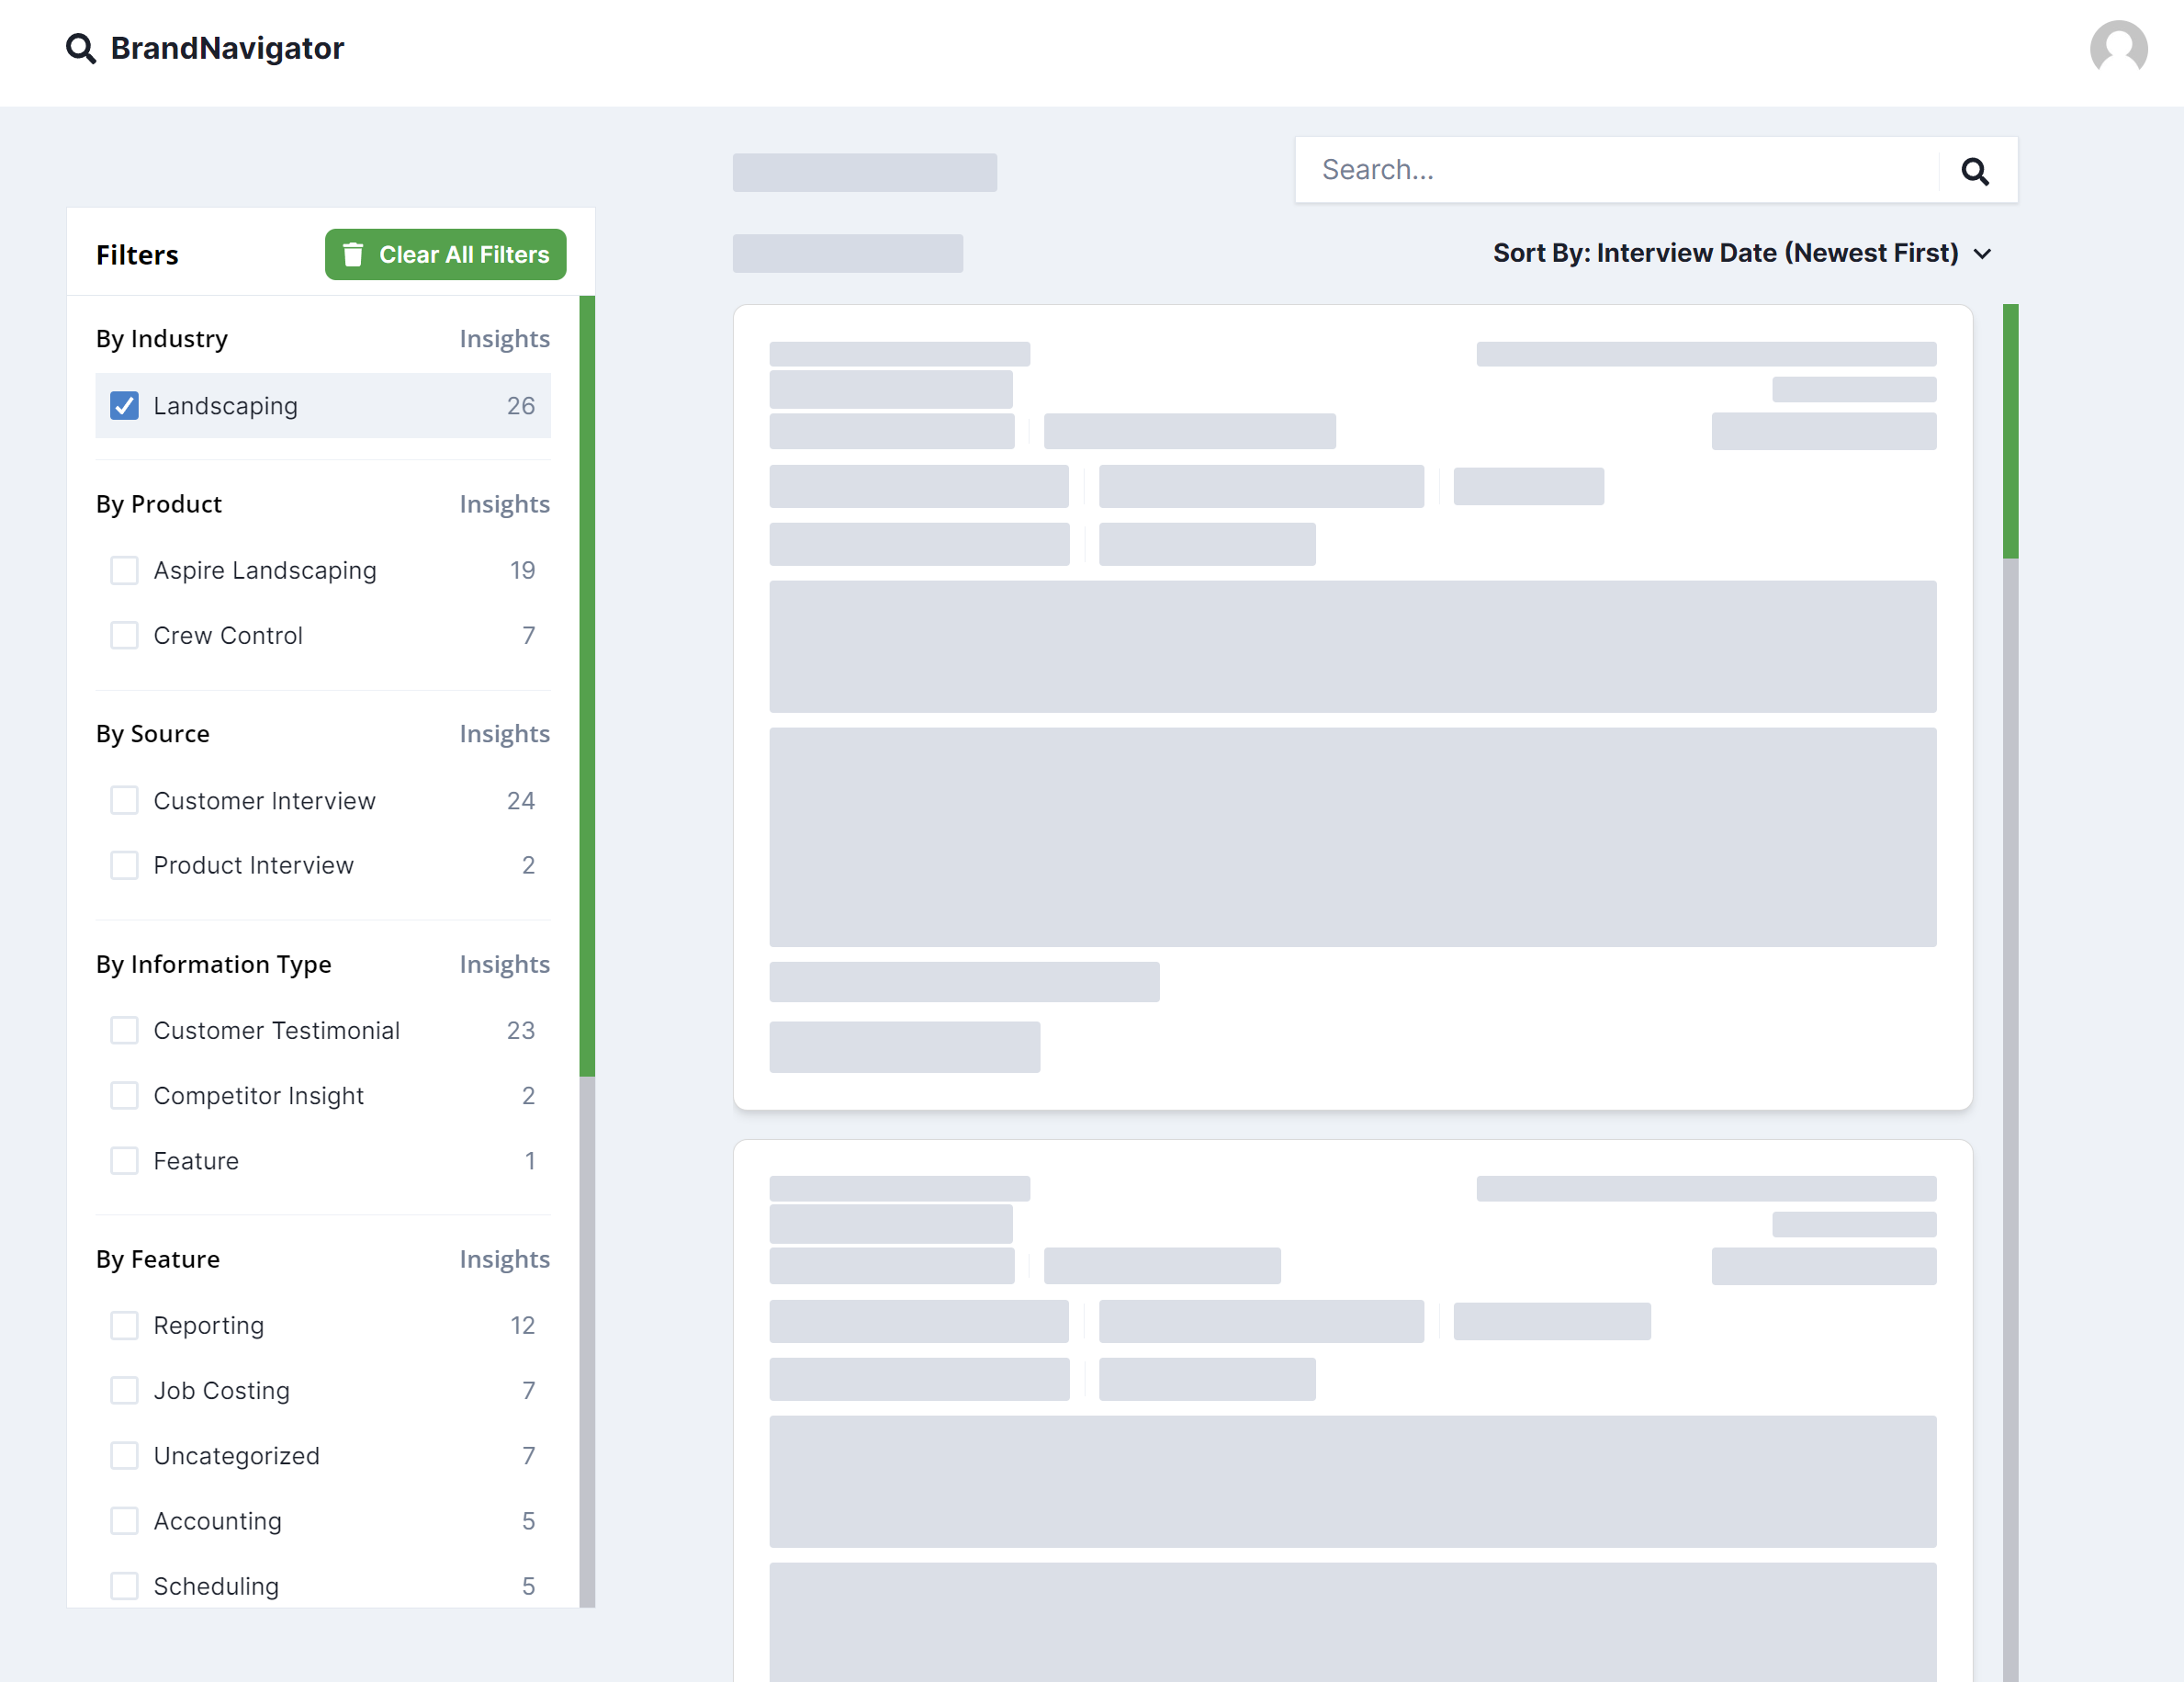 BrandNavigator
Search...
Filters
Clear All Filters
Sort By: Interview Date (Newest First)
By Industry Insights
Landscaping 26
By Product Insights
Aspire Landscaping 19
Crew Control 7
By Source Insights
Customer Interview 24
Product Interview 2
By Information Type Insights
Customer Testimonial 23
Competitor Insight 2
Feature 1
By Feature Insights
Reporting 12
Job Costing 7
Uncategorized 7
Accounting 5
Scheduling 5